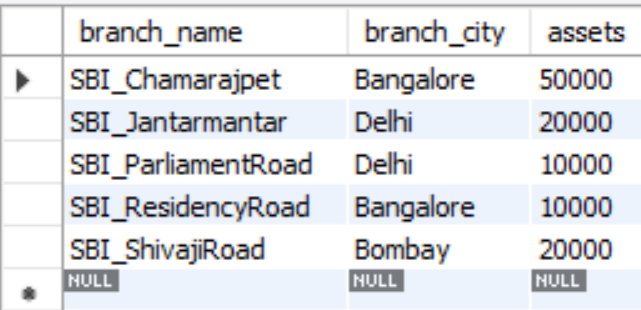 branch_name branch_city assets
SBI_Chamarajpet Bangalore 50000
SBI_Jantarmantar Delhi 20000
SBI_ParliamentRoad Delhi 10000
SBI_ResidencyRoad Bangalore 10000
SBI_ShivajiRoad Bombay 20000
NULL NULL NULL